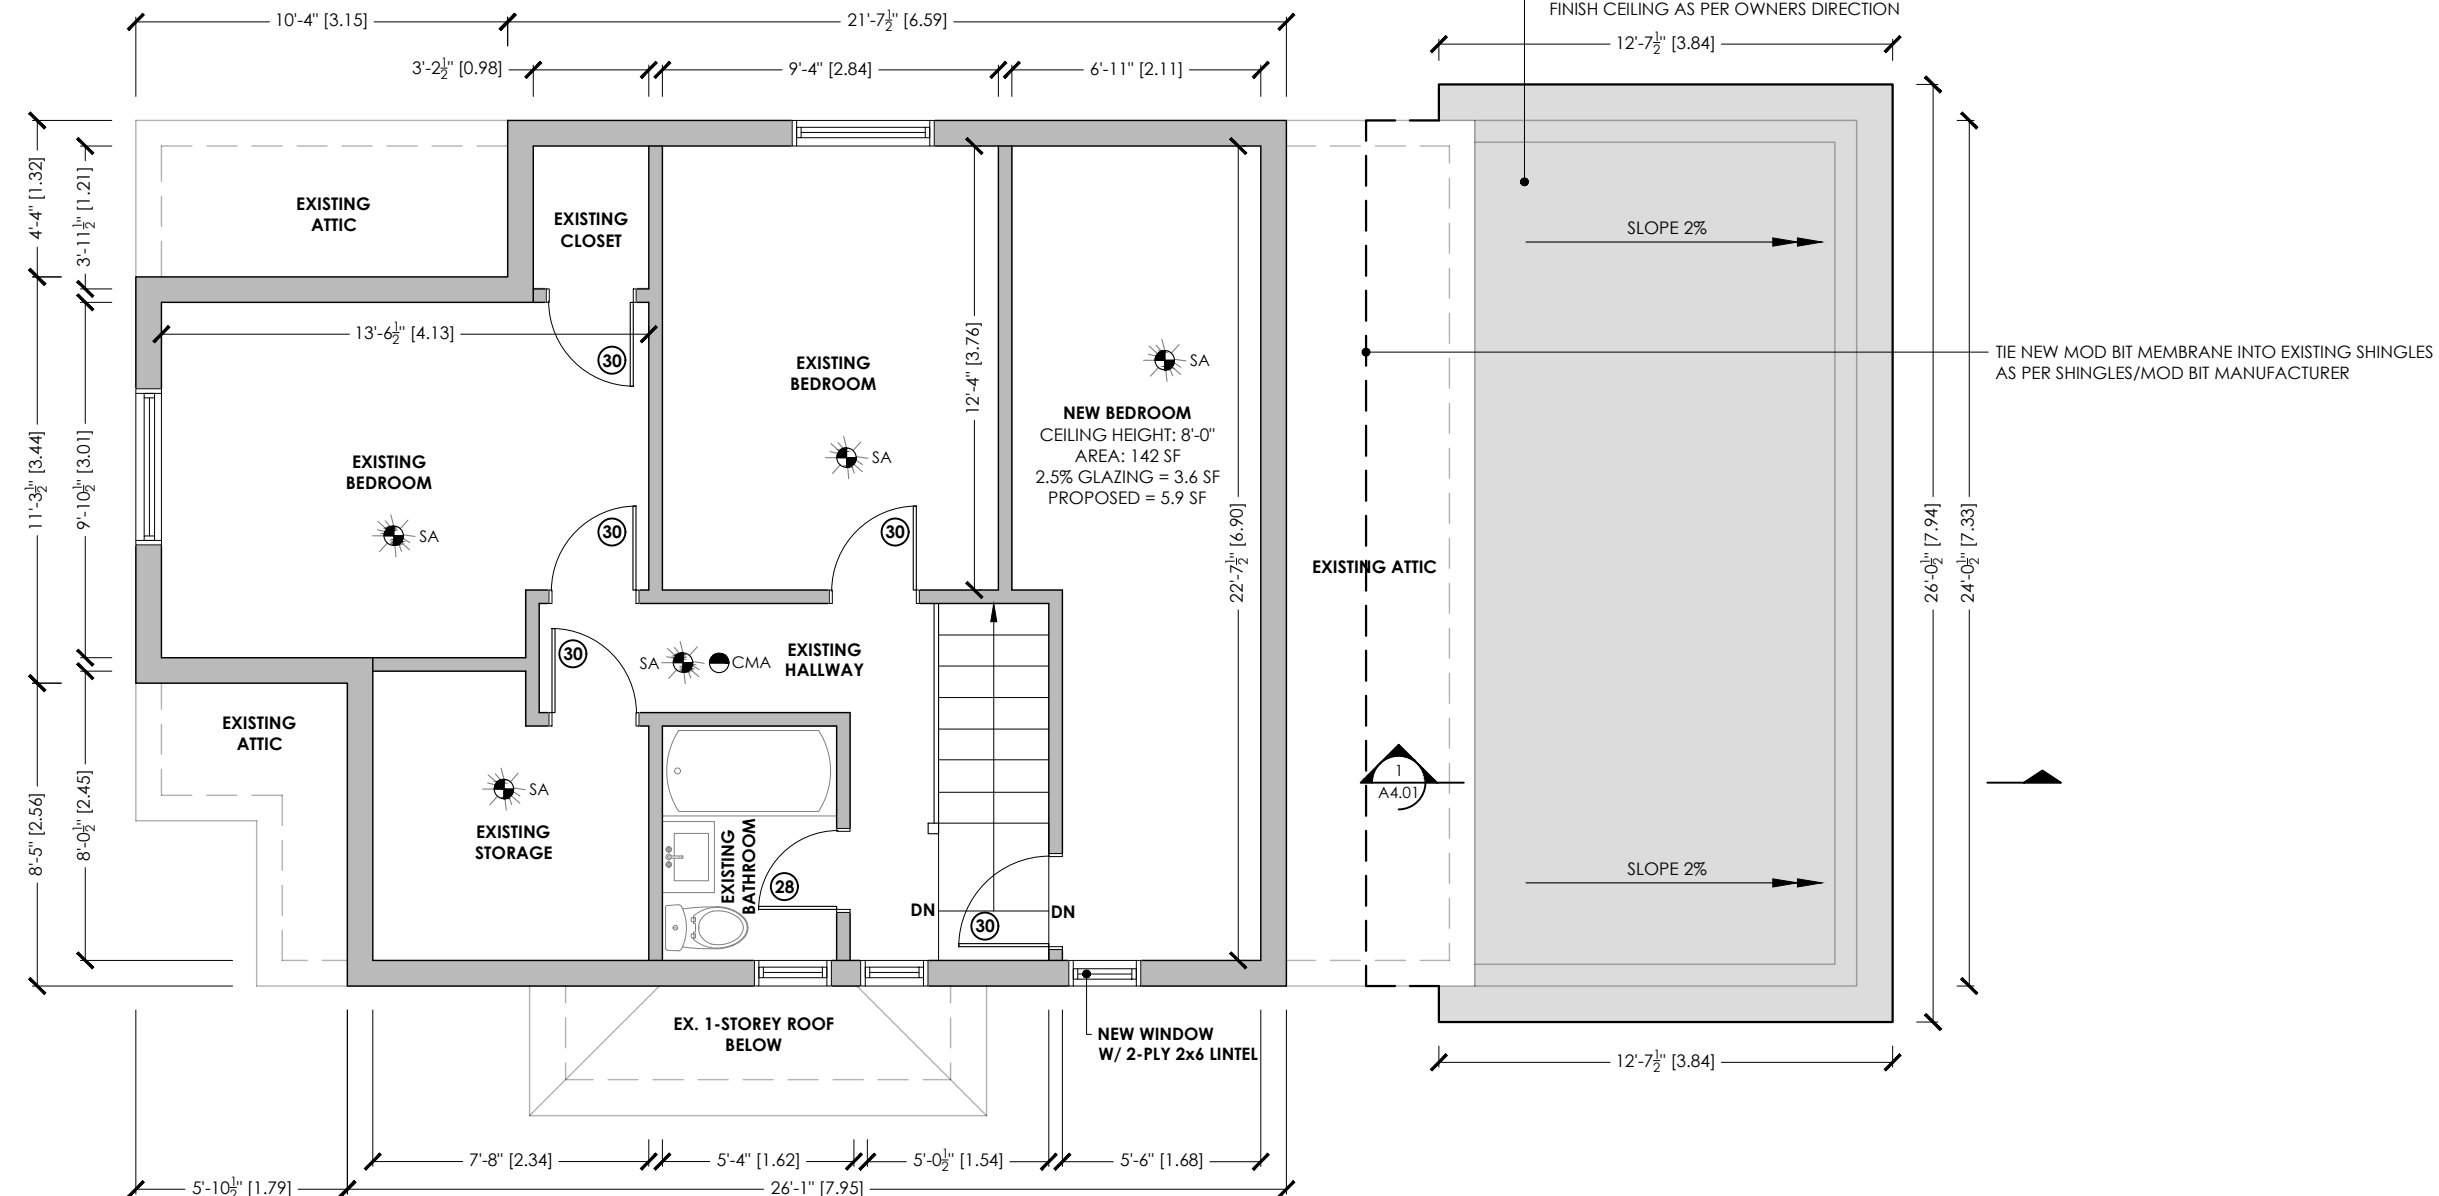 FINISH CEILING AS PER OWNERS DIRECTION
10'-4" [3.15]
21'-7½" [6.59]
12'-7½" [3.84]
3'-2½" [0.98]
9'-4" [2.84]
6'-11" [2.11]
4'-4" [1.32]
3'-11½" [1.21]
EXISTING
ATTIC
EXISTING
CLOSET
SLOPE 2%
13'-6½" [4.13]
30
EXISTING
BEDROOM
12'-4" [3.76]
SA
TIE NEW MOD BIT MEMBRANE INTO EXISTING SHINGLES
AS PER SHINGLES/MOD BIT MANUFACTURER
NEW BEDROOM
CEILING HEIGHT: 8'-0"
AREA: 142 SF
2.5% GLAZING = 3.6 SF
PROPOSED = 5.9 SF
11'-3½" [3.44]
9'-10½" [3.01]
EXISTING
BEDROOM
SA
SA
30
30
22'-7½" [6.90]
EXISTING ATTIC
26'-0½" [7.94]
24'-0½" [7.33]
30
SA
CMA
EXISTING
HALLWAY
EXISTING
ATTIC
8'-5" [2.56]
8'-0½" [2.45]
SA
EXISTING
STORAGE
EXISTING
BATHROOM
28
DN
30
DN
1
A4.01
SLOPE 2%
EX. 1-STOREY ROOF
BELOW
NEW WINDOW
W/ 2-PLY 2x6 LINTEL
12'-7½" [3.84]
7'-8" [2.34]
5'-4" [1.62]
5'-0½" [1.54]
5'-6" [1.68]
5'-10½" [1.79]
26'-1" [7.95]